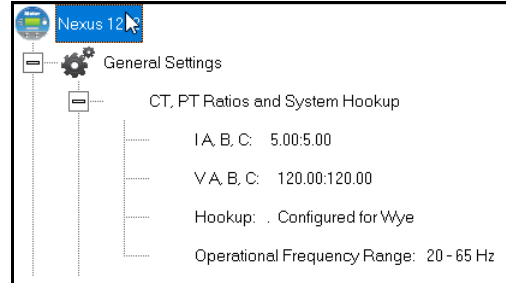 Nexus 12
General Settings
CT, PT Ratios and System Hookup
I A, B, C: 5.00:5.00
V A, B, C: 120.00:120.00
Hookup: . Configured for Wye
Operational Frequency Range: 20 - 65 Hz